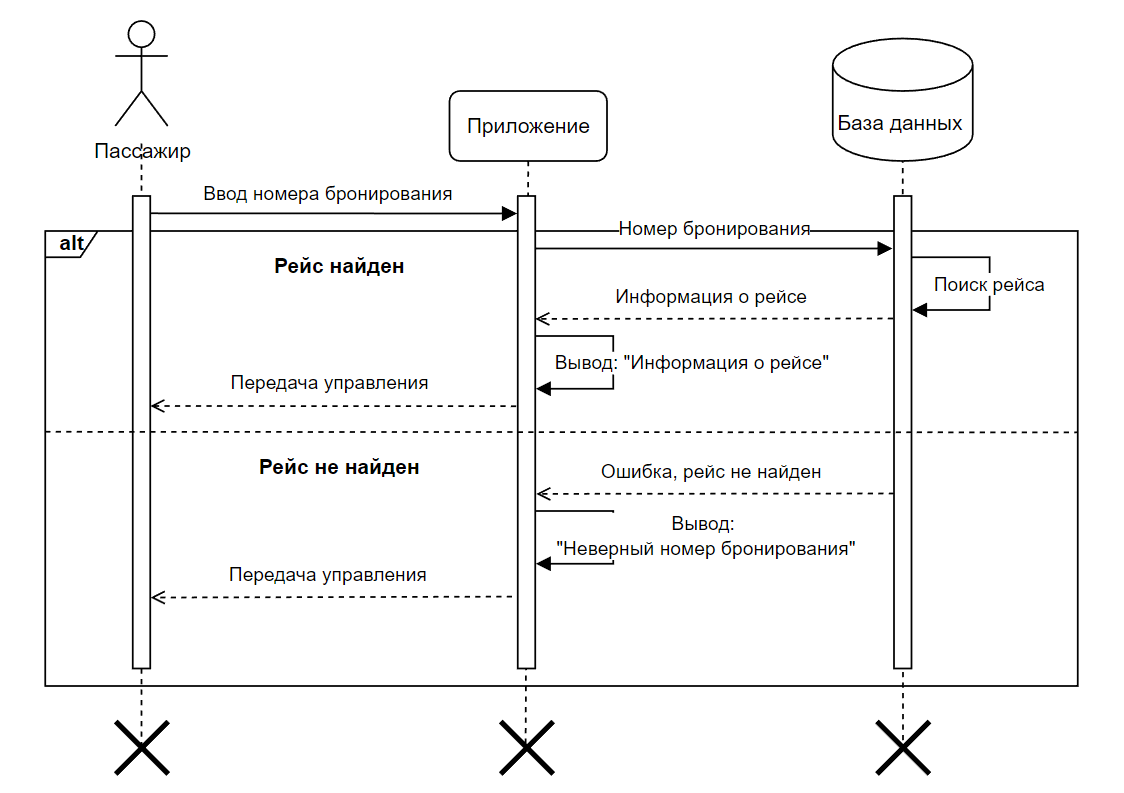 Пассажир
Приложение
База данных
Ввод номера бронирования
Номер бронирования
alt
Рейс найден
Поиск рейса
Информация о рейсе
Вывод: "Информация о рейсе"
Передача управления
Рейс не найден
Ошибка, рейс не найден
Вывод:
"Неверный номер бронирования"
Передача управления